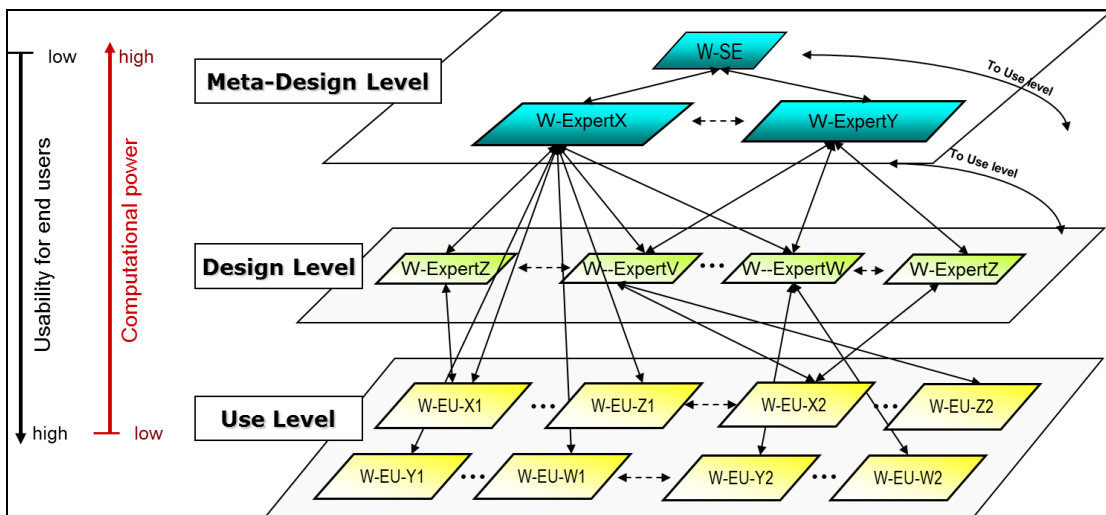 low
high
Usability for end users
Computational power
high
low
Meta-Design Level
W-SE
To Use level
W-ExpertX
W-ExpertY
To Use level
Design Level
W-ExpertZ
W--ExpertV
...
W--ExpertW
W-ExpertZ
Use Level
W-EU-X1
...
W-EU-Z1
W-EU-X2
...
W-EU-Z2
W-EU-Y1
...
W-EU-W1
W-EU-Y2
...
W-EU-W2